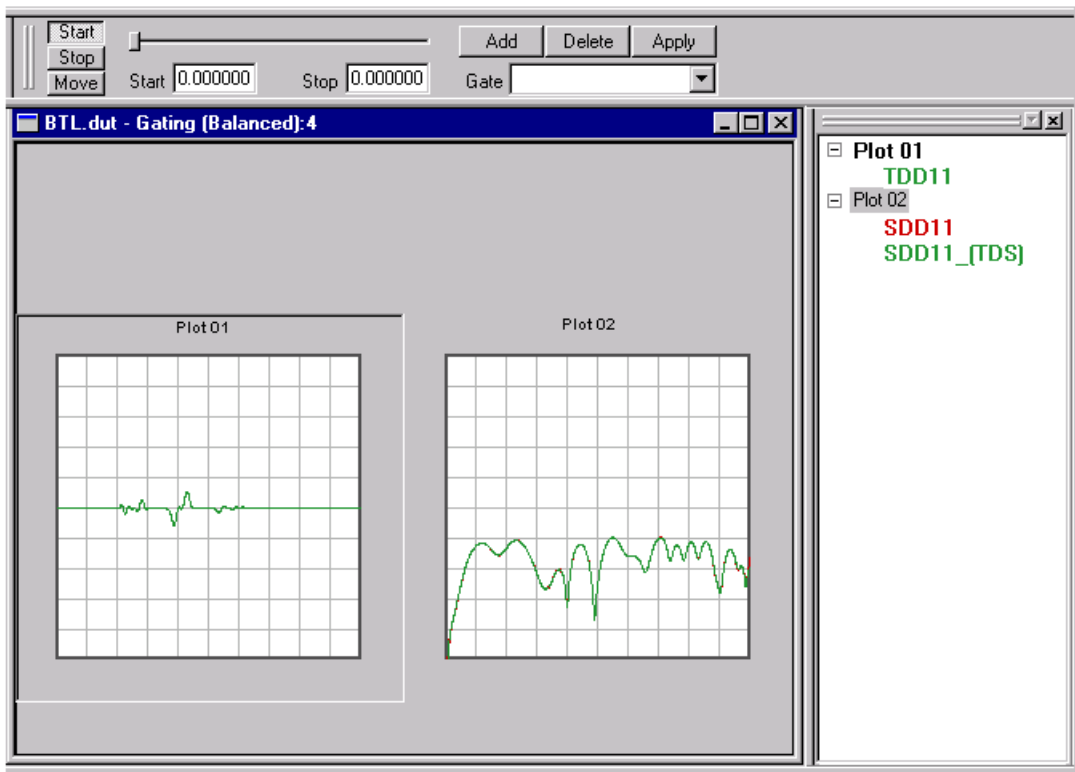 Start
Stop
Move
Start 0.000000 Stop 0.000000
Add Delete Apply
Gate
BTL.dut - Gating (Balanced):4
Plot 01
Plot 02
Plot 01
TDD11
Plot 02
SDD11
SDD11_(TDS)